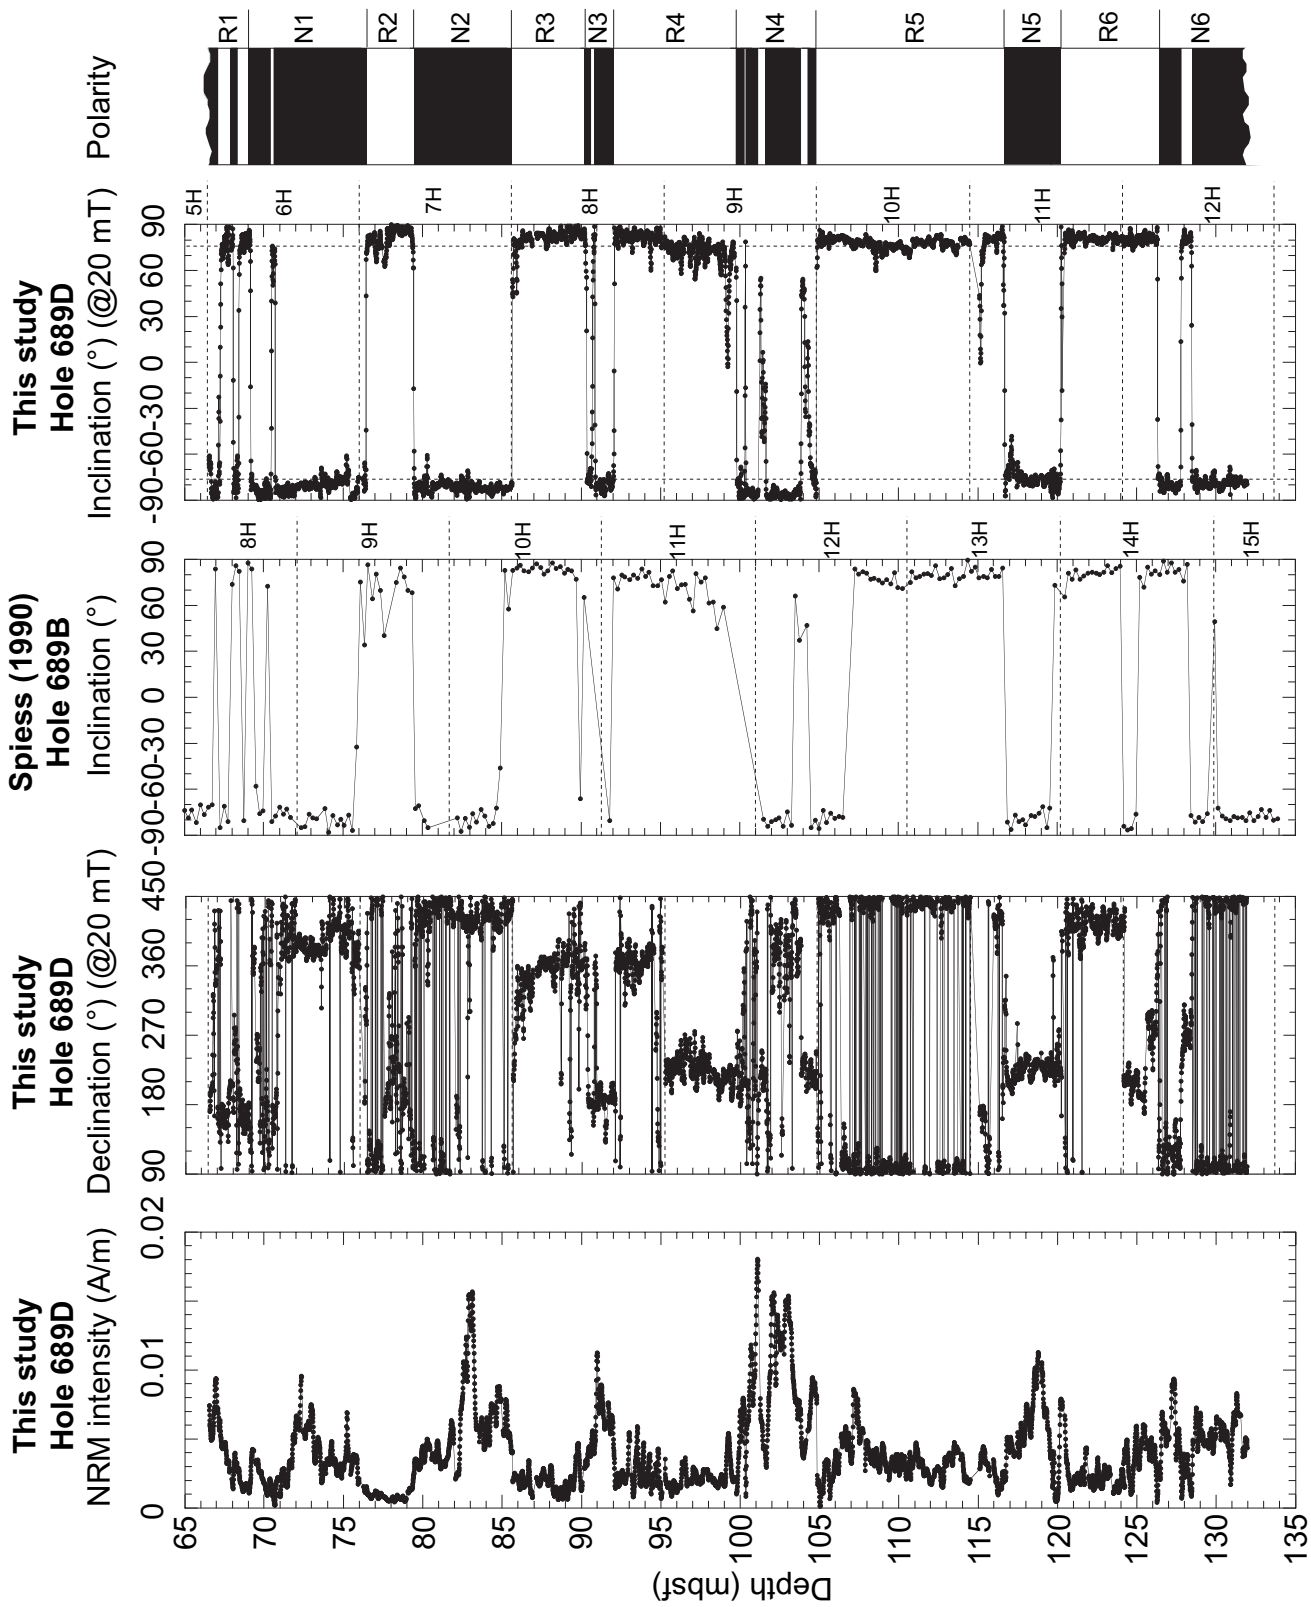 This study
Hole 689D
NRM intensity (A/m)
0
0.01
0.02
This study
Hole 689D
Declination (°) (@20 mT)
90
180
270
360
450
Spiess (1990)
Hole 689B
Inclination (°)
-90
-60
-30
0
30
60
90
8H
9H
10H
11H
12H
13H
14H
15H
This study
Hole 689D
Inclination (°) (@20 mT)
-90
-60
-30
0
30
60
90
5H
6H
7H
8H
9H
10H
11H
12H
Polarity
R1
N1
R2
N2
R3
N3
R4
N4
R5
N5
R6
N6
65
70
75
80
85
90
95
100
105
110
115
120
125
130
135
Depth (mbsf)